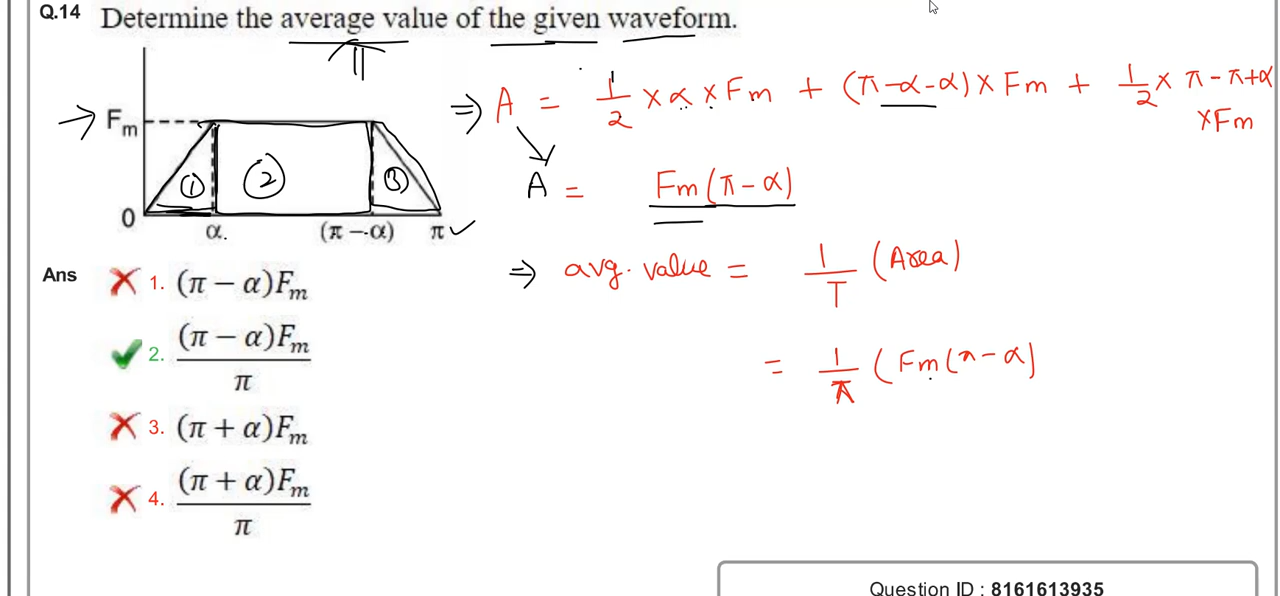 Q.14 Determine the average value of the given waveform.
⇒ A = 1/2 × α × Fm + (π-α-α) × Fm + 1/2 × π-π+α
×Fm
Fm
① ② ③
0 α. (π -α) π
A = Fm(π-α)
⇒ avg. value = 1/T (Area)
= 1/π (Fm(π-α)
Ans
1. (π − α)Fm
2. (π − α)Fm/π
3. (π + α)Fm
4. (π + α)Fm/π
Question ID : 8161613935